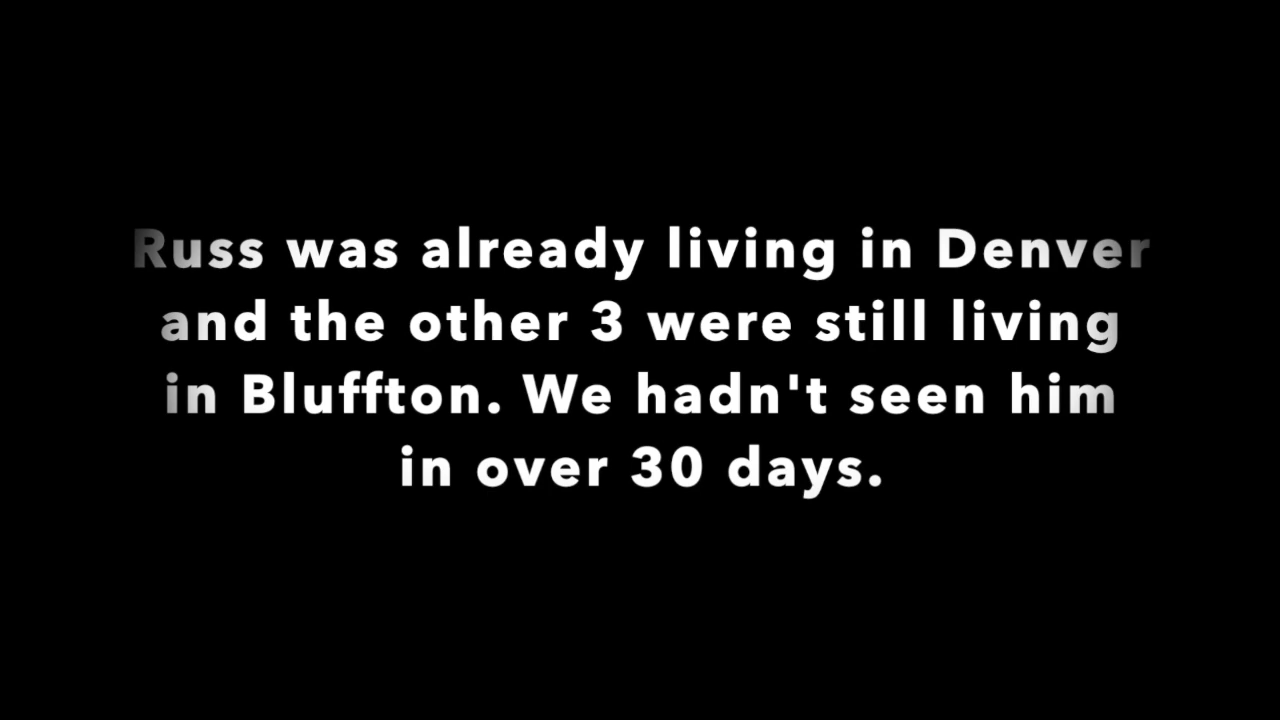 Russ was already living in Denver
and the other 3 were still living
in Bluffton. We hadn't seen him
in over 30 days.